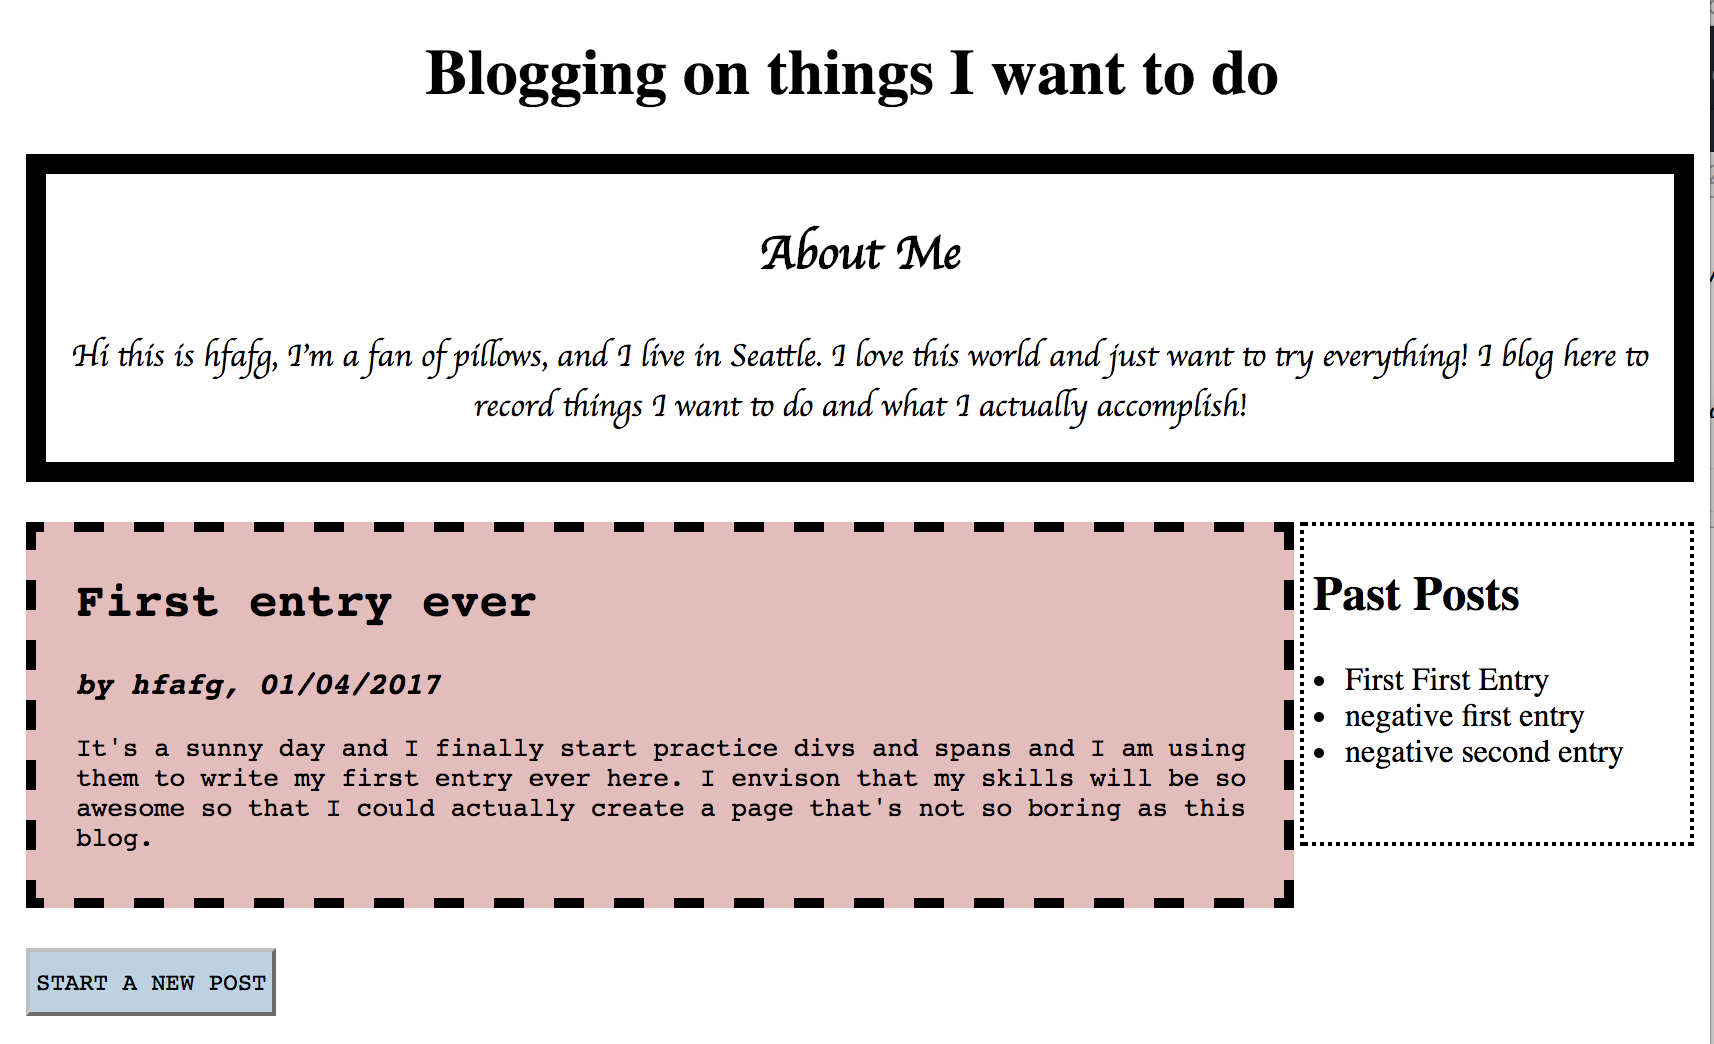 Blogging on things I want to do
About Me
Hi this is hfafg, I'm a fan of pillows, and I live in Seattle. I love this world and just want to try everything! I blog here to
record things I want to do and what I actually accomplish!
First entry ever
by hfafg, 01/04/2017
It's a sunny day and I finally start practice divs and spans and I am using
them to write my first entry ever here. I envison that my skills will be so
awesome so that I could actually create a page that's not so boring as this
blog.
Past Posts
First First Entry
negative first entry
negative second entry
START A NEW POST